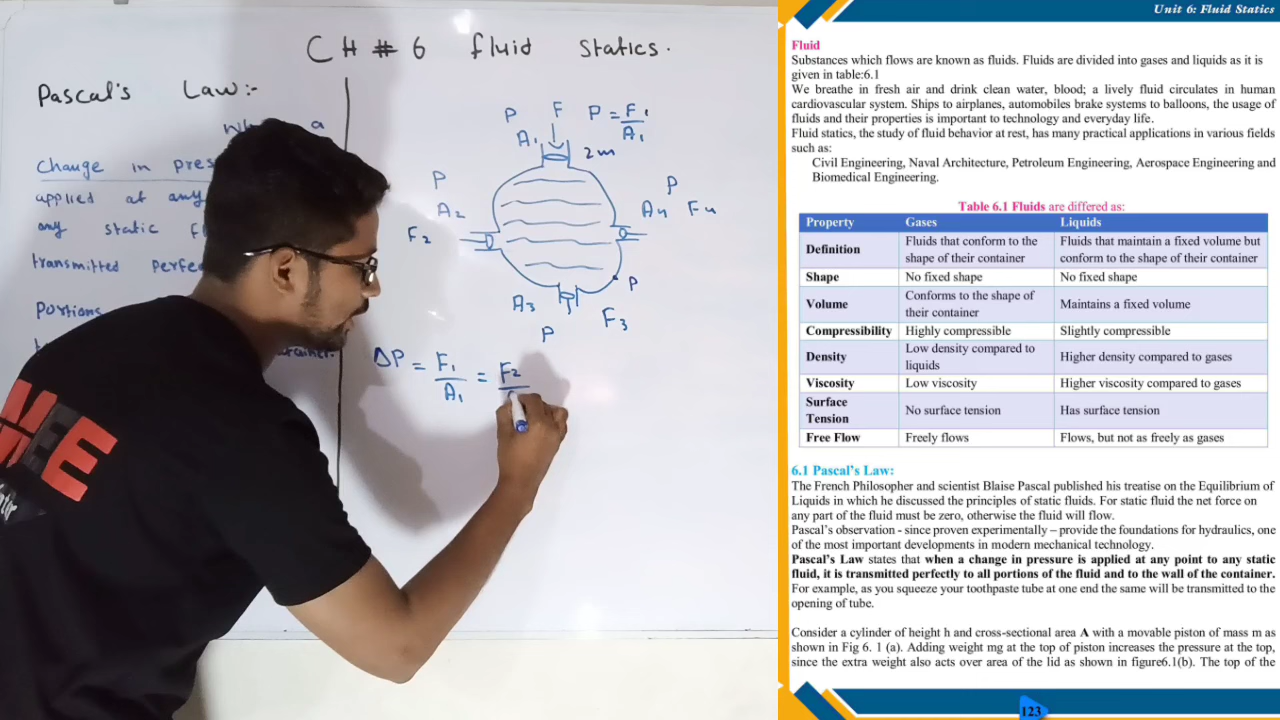 CH # 6 fluid statics.
Pascal's Law:-
a
Change in pres
applied at any
any static
transmitted perfe
Portions
P F P = F₁
A₁ A₁
2m
P P
A₂ A₄ F₄
F₂
P
A₃ F₃
P
ΔP = F₁ = F₂
A₁
ME
Unit 6: Fluid Statics
Fluid
Substances which flows are known as fluids. Fluids are divided into gases and liquids as it is
given in table:6.1
We breathe in fresh air and drink clean water, blood; a lively fluid circulates in human
cardiovascular system. Ships to airplanes, automobiles brake systems to balloons, the usage of
fluids and their properties is important to technology and everyday life.
Fluid statics, the study of fluid behavior at rest, has many practical applications in various fields
such as:
Civil Engineering, Naval Architecture, Petroleum Engineering, Aerospace Engineering and
Biomedical Engineering.
Table 6.1 Fluids are differed as:
Property Gases Liquids
Definition Fluids that conform to the shape of their container Fluids that maintain a fixed volume but conform to the shape of their container
Shape No fixed shape No fixed shape
Volume Conforms to the shape of their container Maintains a fixed volume
Compressibility Highly compressible Slightly compressible
Density Low density compared to liquids Higher density compared to gases
Viscosity Low viscosity Higher viscosity compared to gases
Surface Tension No surface tension Has surface tension
Free Flow Freely flows Flows, but not as freely as gases
6.1 Pascal's Law:
The French Philosopher and scientist Blaise Pascal published his treatise on the Equilibrium of
Liquids in which he discussed the principles of static fluids. For static fluid the net force on
any part of the fluid must be zero, otherwise the fluid will flow.
Pascal's observation - since proven experimentally – provide the foundations for hydraulics, one
of the most important developments in modern mechanical technology.
Pascal's Law states that when a change in pressure is applied at any point to any static
fluid, it is transmitted perfectly to all portions of the fluid and to the wall of the container.
For example, as you squeeze your toothpaste tube at one end the same will be transmitted to the
opening of tube.
Consider a cylinder of height h and cross-sectional area A with a movable piston of mass m as
shown in Fig 6. 1 (a). Adding weight mg at the top of piston increases the pressure at the top,
since the extra weight also acts over area of the lid as shown in figure6.1(b). The top of the
123